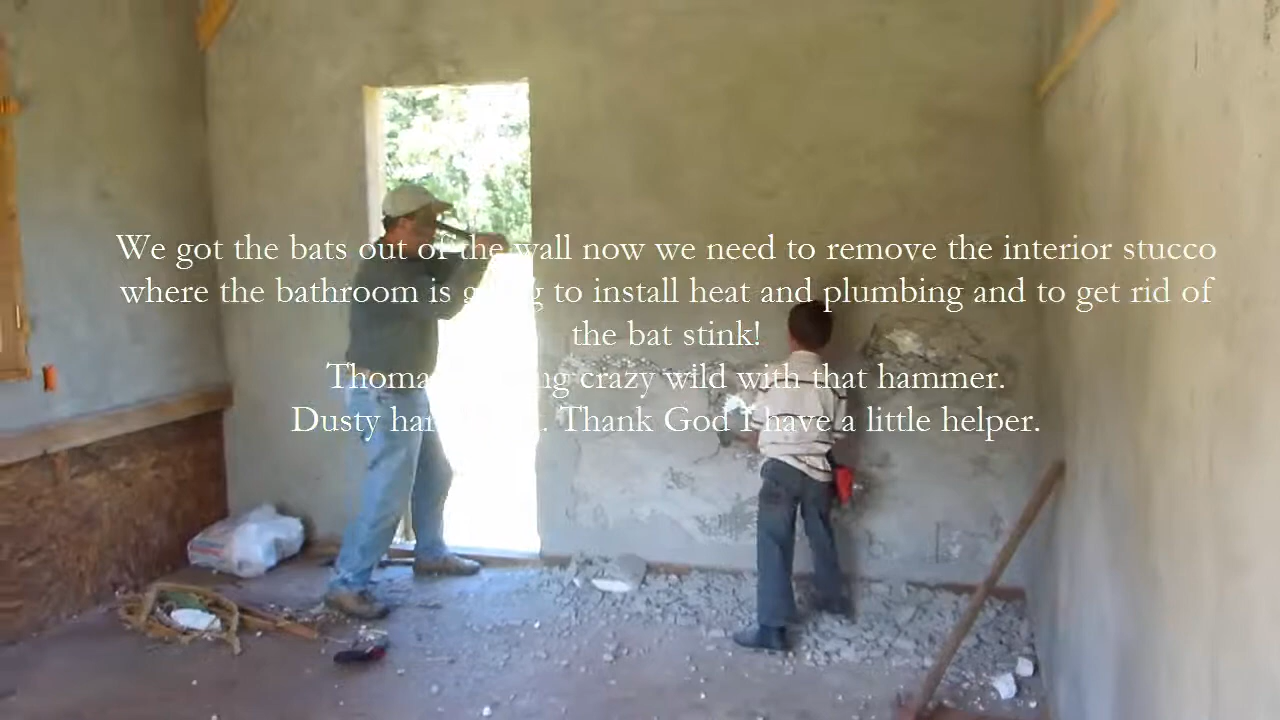 We got the bats out of the wall now we need to remove the interior stucco
where the bathroom is going to install heat and plumbing and to get rid of
the bat stink!
Thomas crazy wild with that hammer.
Dusty Thank God I have a little helper.